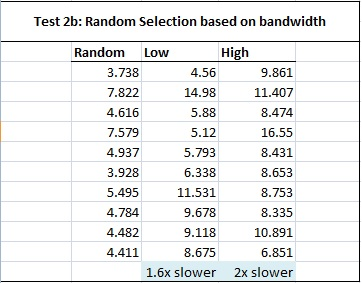 Test 2b: Random Selection based on bandwidth
Random Low High
3.738 4.56 9.861
7.822 14.98 11.407
4.616 5.88 8.474
7.579 5.12 16.55
4.937 5.793 8.431
3.928 6.338 8.653
5.495 11.531 8.753
4.784 9.678 8.335
4.482 9.118 10.891
4.411 8.675 6.851
1.6x slower 2x slower